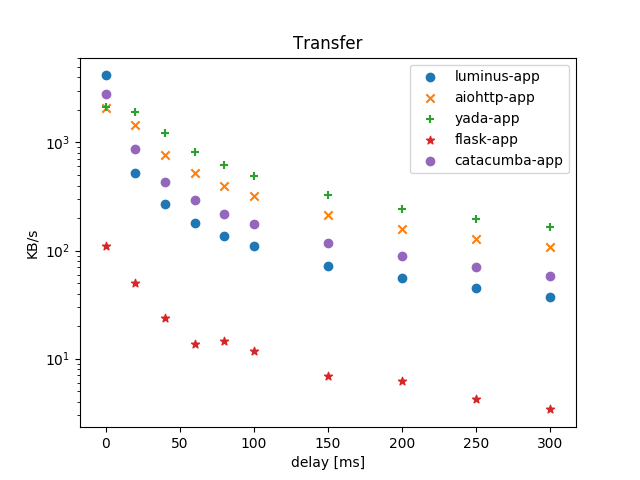 Transfer
luminus-app
aiohttp-app
yada-app
flask-app
catacumba-app
KB/s
10³
10²
10¹
0 50 100 150 200 250 300
delay [ms]